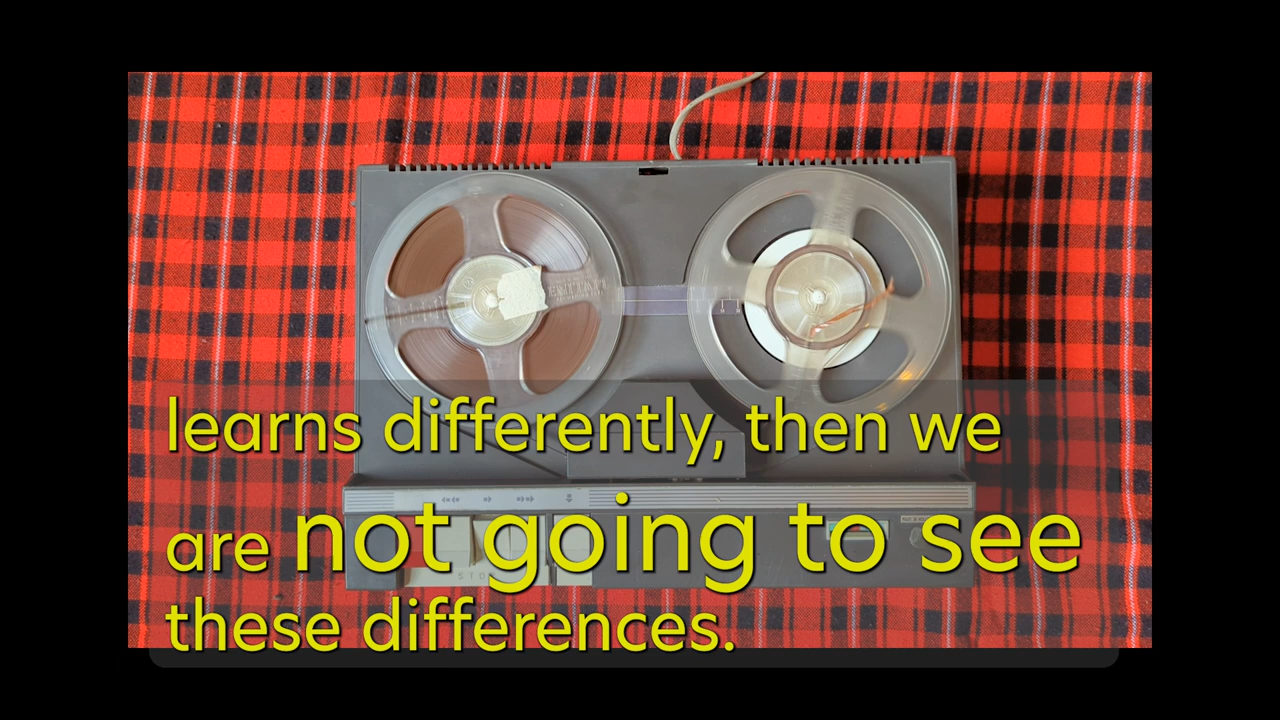 learns differently, then we
are not going to see
these differences.